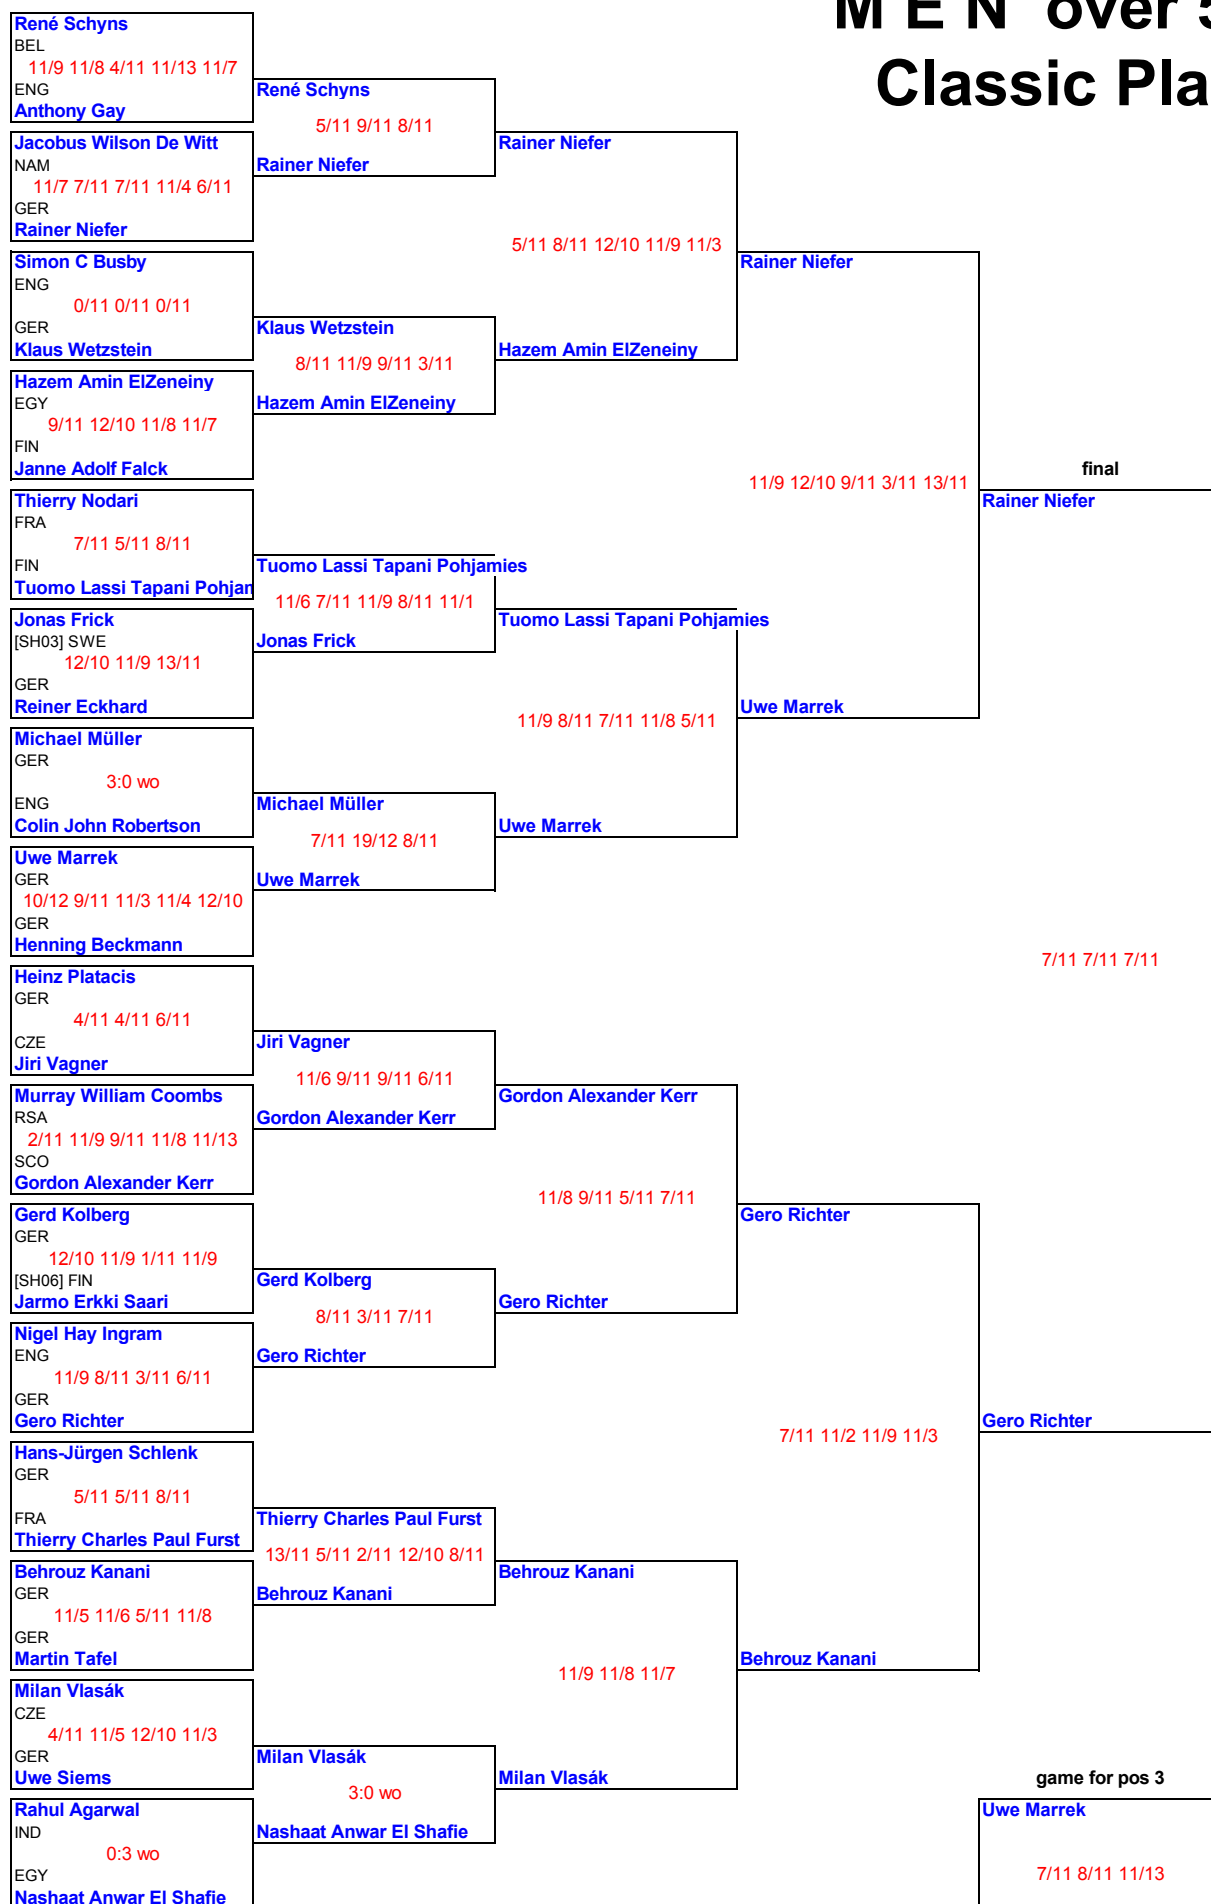 M E N over 5
Classic Pla
René Schyns
BEL
11/9 11/8 4/11 11/13 11/7
ENG
Anthony Gay
Jacobus Wilson De Witt
NAM
11/7 7/11 7/11 11/4 6/11
GER
Rainer Niefer
Simon C Busby
ENG
0/11 0/11 0/11
GER
Klaus Wetzstein
Hazem Amin ElZeneiny
EGY
9/11 12/10 11/8 11/7
FIN
Janne Adolf Falck
Thierry Nodari
FRA
7/11 5/11 8/11
FIN
Tuomo Lassi Tapani Pohjan
Jonas Frick
[SH03] SWE
12/10 11/9 13/11
GER
Reiner Eckhard
Michael Müller
GER
3:0 wo
ENG
Colin John Robertson
Uwe Marrek
GER
10/12 9/11 11/3 11/4 12/10
GER
Henning Beckmann
Heinz Platacis
GER
4/11 4/11 6/11
CZE
Jiri Vagner
Murray William Coombs
RSA
2/11 11/9 9/11 11/8 11/13
SCO
Gordon Alexander Kerr
Gerd Kolberg
GER
12/10 11/9 1/11 11/9
[SH06] FIN
Jarmo Erkki Saari
Nigel Hay Ingram
ENG
11/9 8/11 3/11 6/11
GER
Gero Richter
Hans-Jürgen Schlenk
GER
5/11 5/11 8/11
FRA
Thierry Charles Paul Furst
Behrouz Kanani
GER
11/5 11/6 5/11 11/8
GER
Martin Tafel
Milan Vlasák
CZE
4/11 11/5 12/10 11/3
GER
Uwe Siems
Rahul Agarwal
IND
0:3 wo
EGY
Nashaat Anwar El Shafie
René Schyns
5/11 9/11 8/11
Rainer Niefer
Klaus Wetzstein
8/11 11/9 9/11 3/11
Hazem Amin ElZeneiny
Tuomo Lassi Tapani Pohjamies
11/6 7/11 11/9 8/11 11/1
Jonas Frick
Michael Müller
7/11 19/12 8/11
Uwe Marrek
Jiri Vagner
11/6 9/11 9/11 6/11
Gordon Alexander Kerr
Gerd Kolberg
8/11 3/11 7/11
Gero Richter
Thierry Charles Paul Furst
13/11 5/11 2/11 12/10 8/11
Behrouz Kanani
Milan Vlasák
3:0 wo
Nashaat Anwar El Shafie
Rainer Niefer
5/11 8/11 12/10 11/9 11/3
Hazem Amin ElZeneiny
Tuomo Lassi Tapani Pohjamies
11/9 8/11 7/11 11/8 5/11
Uwe Marrek
Gordon Alexander Kerr
11/8 9/11 5/11 7/11
Gero Richter
Behrouz Kanani
11/9 11/8 11/7
Milan Vlasák
Rainer Niefer
11/9 12/10 9/11 3/11 13/11
Uwe Marrek
Gero Richter
7/11 11/2 11/9 11/3
Behrouz Kanani
final
Rainer Niefer
7/11 7/11 7/11
Gero Richter
game for pos 3
Uwe Marrek
7/11 8/11 11/13